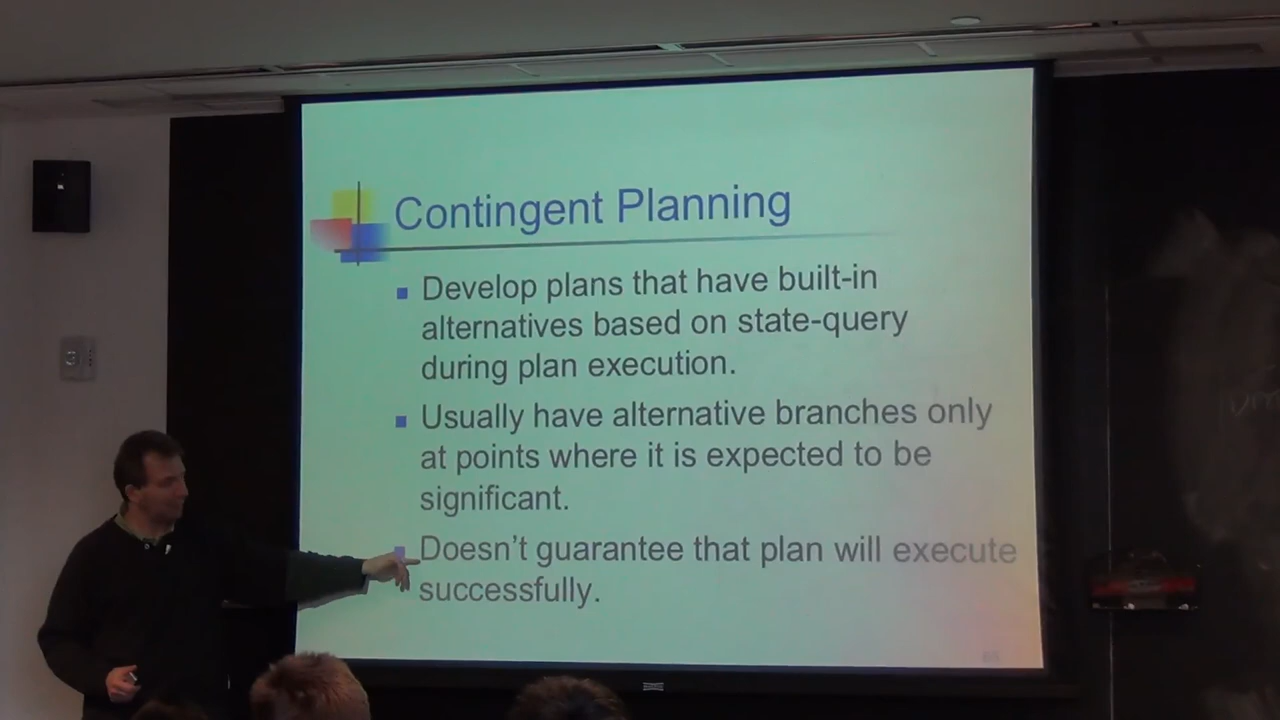 Contingent Planning
Develop plans that have built-in
alternatives based on state-query
during plan execution.
Usually have alternative branches only
at points where it is expected to be
significant.
Doesn't guarantee that plan will execute
successfully.